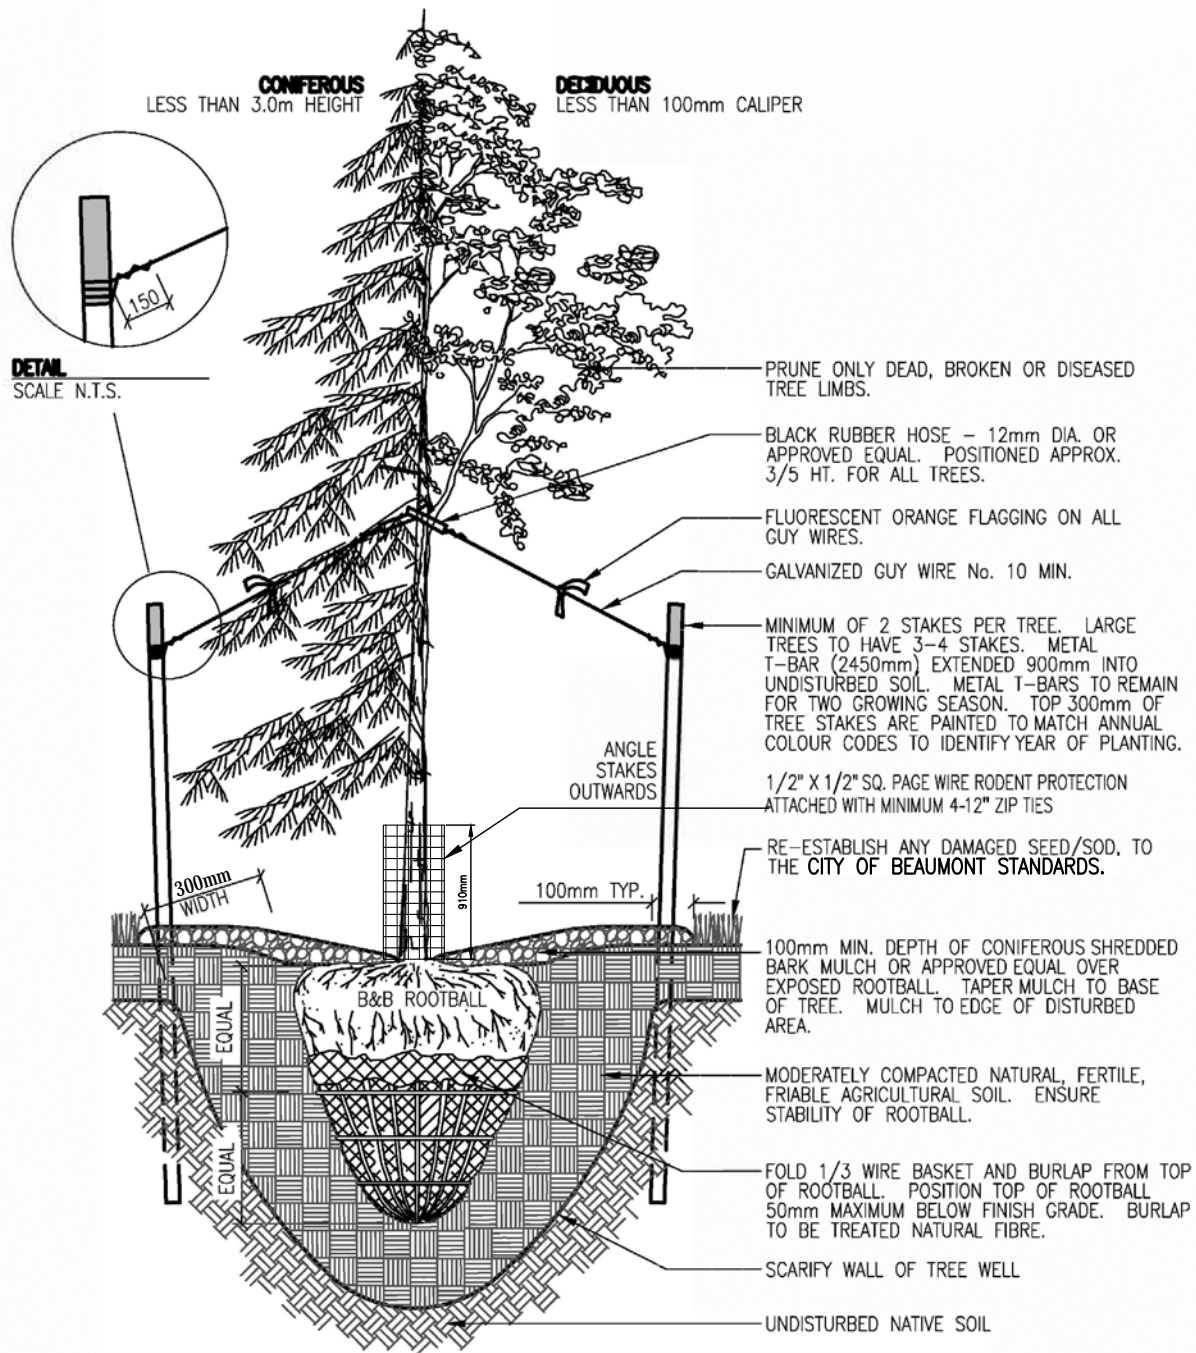 CONIFEROUS
LESS THAN 3.0m HEIGHT
DECIDUOUS
LESS THAN 100mm CALIPER
150
DETAIL
SCALE N.T.S.
PRUNE ONLY DEAD, BROKEN OR DISEASED
TREE LIMBS.
BLACK RUBBER HOSE – 12mm DIA. OR
APPROVED EQUAL. POSITIONED APPROX.
3/5 HT. FOR ALL TREES.
FLUORESCENT ORANGE FLAGGING ON ALL
GUY WIRES.
GALVANIZED GUY WIRE No. 10 MIN.
MINIMUM OF 2 STAKES PER TREE. LARGE
TREES TO HAVE 3–4 STAKES. METAL
T–BAR (2450mm) EXTENDED 900mm INTO
UNDISTURBED SOIL. METAL T–BARS TO REMAIN
FOR TWO GROWING SEASON. TOP 300mm OF
TREE STAKES ARE PAINTED TO MATCH ANNUAL
COLOUR CODES TO IDENTIFY YEAR OF PLANTING.
ANGLE
STAKES
OUTWARDS
1/2" X 1/2" SQ. PAGE WIRE RODENT PROTECTION
ATTACHED WITH MINIMUM 4-12" ZIP TIES
RE–ESTABLISH ANY DAMAGED SEED/SOD, TO
THE CITY OF BEAUMONT STANDARDS.
300mm
WIDTH
910mm
100mm TYP.
100mm MIN. DEPTH OF CONIFEROUS SHREDDED
BARK MULCH OR APPROVED EQUAL OVER
EXPOSED ROOTBALL. TAPER MULCH TO BASE
OF TREE. MULCH TO EDGE OF DISTURBED
AREA.
B&B ROOTBALL
EQUAL
EQUAL
MODERATELY COMPACTED NATURAL, FERTILE,
FRIABLE AGRICULTURAL SOIL. ENSURE
STABILITY OF ROOTBALL.
FOLD 1/3 WIRE BASKET AND BURLAP FROM TOP
OF ROOTBALL. POSITION TOP OF ROOTBALL
50mm MAXIMUM BELOW FINISH GRADE. BURLAP
TO BE TREATED NATURAL FIBRE.
SCARIFY WALL OF TREE WELL
UNDISTURBED NATIVE SOIL